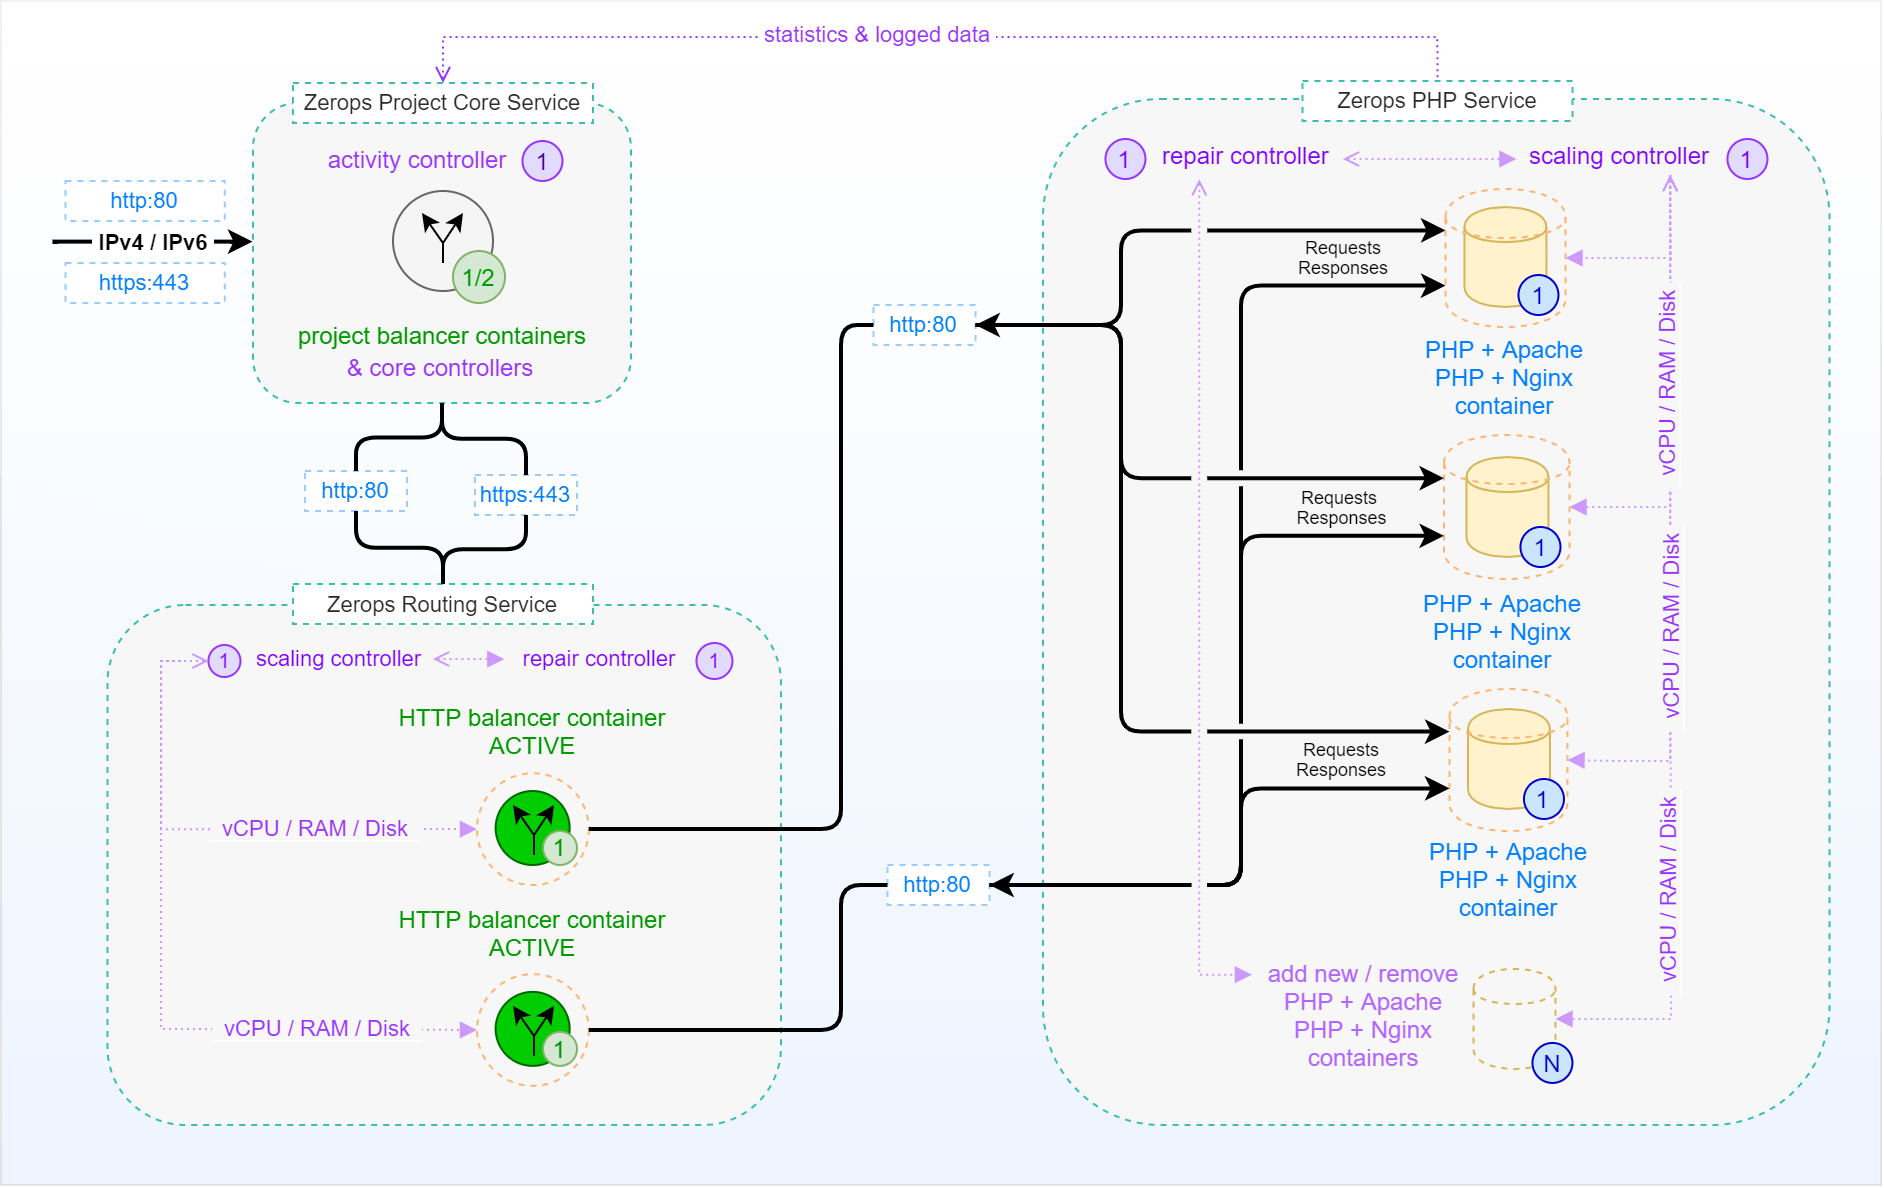 statistics & logged data
Zerops Project Core Service
activity controller 1
http:80
IPv4 / IPv6
https:443
1/2
project balancer containers
& core controllers
http:80
https:443
Zerops Routing Service
1 scaling controller
repair controller 1
HTTP balancer container
ACTIVE
vCPU / RAM / Disk
1
HTTP balancer container
ACTIVE
vCPU / RAM / Disk
1
http:80
http:80
Zerops PHP Service
1 repair controller
scaling controller 1
Requests
Responses
1
PHP + Apache
PHP + Nginx
container
vCPU / RAM / Disk
Requests
Responses
1
PHP + Apache
PHP + Nginx
container
vCPU / RAM / Disk
Requests
Responses
1
PHP + Apache
PHP + Nginx
container
vCPU / RAM / Disk
add new / remove
PHP + Apache
PHP + Nginx
containers
N